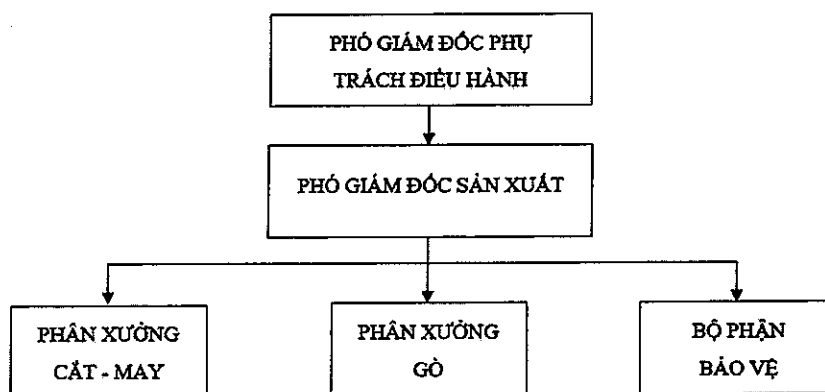 PHÓ GIÁM ĐỐC PHỤ
TRÁCH ĐIỀU HÀNH
PHÓ GIÁM ĐỐC SẢN XUẤT
PHÂN XƯỞNG
CẮT - MAY
PHÂN XƯỞNG
GÒ
BỘ PHẬN
BẢO VỆ